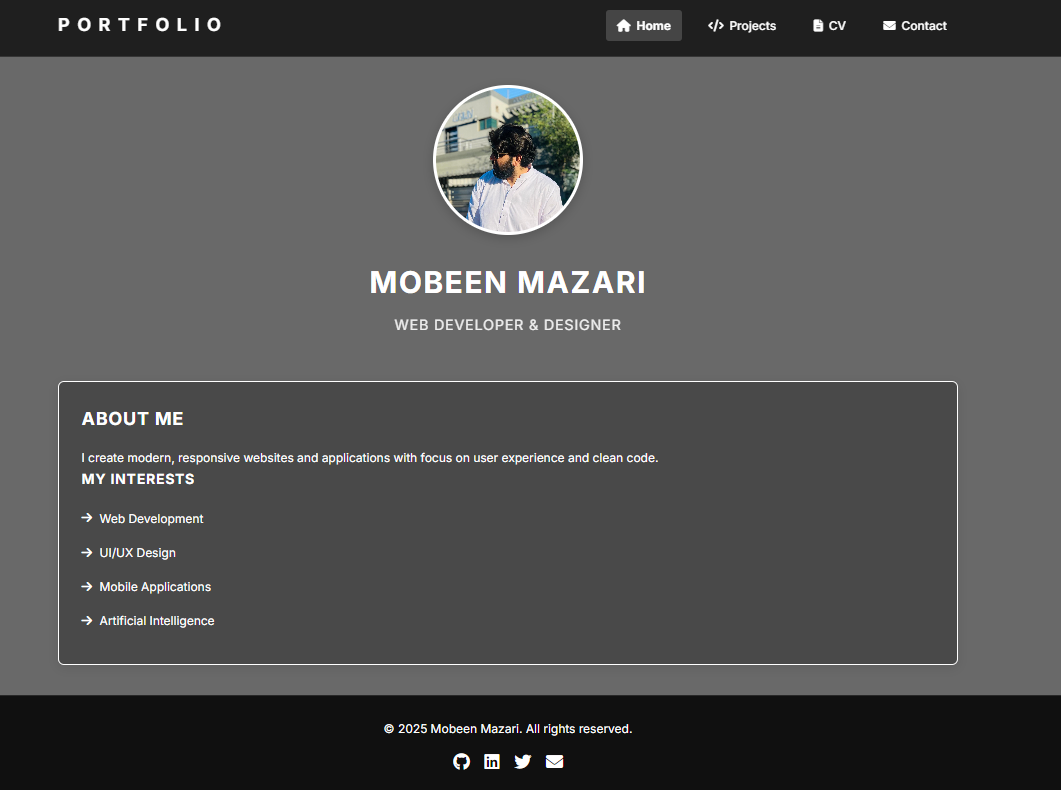 PORTFOLIO
Home Projects CV Contact
MOBEEN MAZARI
WEB DEVELOPER & DESIGNER
ABOUT ME
I create modern, responsive websites and applications with focus on user experience and clean code.
MY INTERESTS
Web Development
UI/UX Design
Mobile Applications
Artificial Intelligence
© 2025 Mobeen Mazari. All rights reserved.